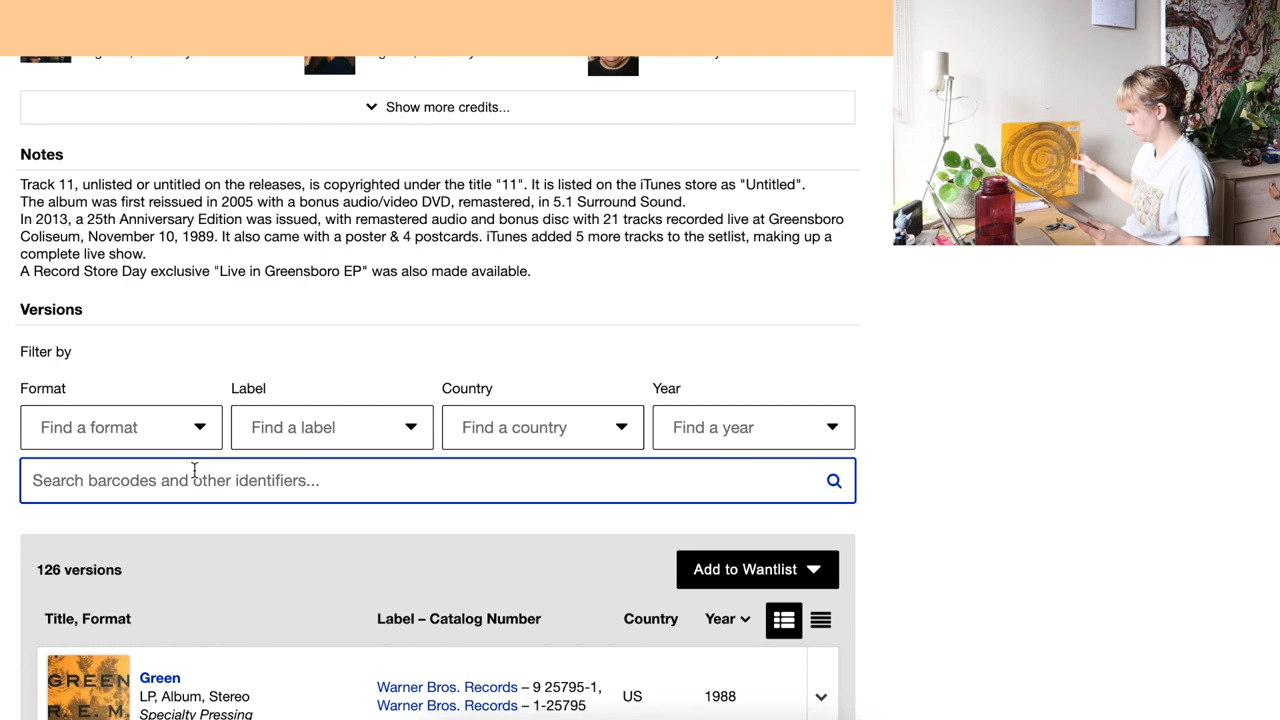 Show more credits...
Notes
Track 11, unlisted or untitled on the releases, is copyrighted under the title "11". It is listed on the iTunes store as "Untitled".
The album was first reissued in 2005 with a bonus audio/video DVD, remastered, in 5.1 Surround Sound.
In 2013, a 25th Anniversary Edition was issued, with remastered audio and bonus disc with 21 tracks recorded live at Greensboro
Coliseum, November 10, 1989. It also came with a poster & 4 postcards. iTunes added 5 more tracks to the setlist, making up a
complete live show.
A Record Store Day exclusive "Live in Greensboro EP" was also made available.
Versions
Filter by
Format Label Country Year
Find a format Find a label Find a country Find a year
Search barcodes and other identifiers...
126 versions Add to Wantlist
Title, Format Label – Catalog Number Country Year
GREEN
R.E.M.
Green
LP, Album, Stereo
Specialty Pressing
Warner Bros. Records – 9 25795-1,
Warner Bros. Records – 1-25795
US 1988